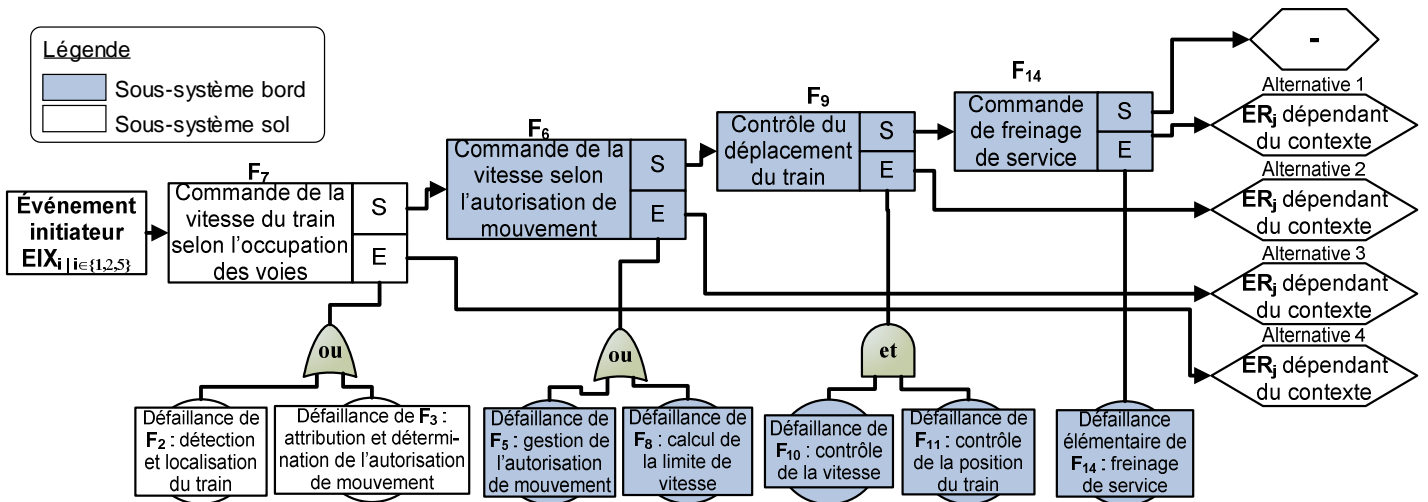 Légende
Sous-système bord
Sous-système sol
Événement
initiateur
EIXi | i∈{1,2,5}
F7
Commande de la
vitesse du train
selon l'occupation
des voies
S
E
F6
Commande de la
vitesse selon
l'autorisation de
mouvement
S
E
F9
Contrôle du
déplacement
du train
S
E
F14
Commande
de freinage
de service
S
E
-
Alternative 1
ERj dépendant
du contexte
Alternative 2
ERj dépendant
du contexte
Alternative 3
ERj dépendant
du contexte
Alternative 4
ERj dépendant
du contexte
ou
ou
et
Défaillance de
F2 : détection
et localisation
du train
Défaillance de F3 :
attribution et détermi-
nation de l'autorisation
de mouvement
Défaillance de
F5 : gestion de
l'autorisation
de mouvement
Défaillance de
F8 : calcul de
la limite de
vitesse
Défaillance de
F10 : contrôle
de la vitesse
Défaillance de
F11 : contrôle
de la position
du train
Défaillance
élémentaire de
F14 : freinage
de service